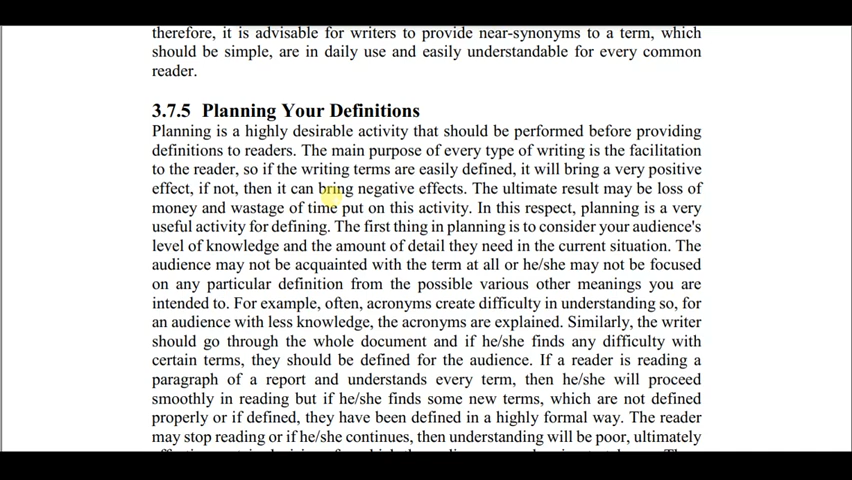 therefore, it is advisable for writers to provide near-synonyms to a term, which
should be simple, are in daily use and easily understandable for every common
reader.
3.7.5 Planning Your Definitions
Planning is a highly desirable activity that should be performed before providing
definitions to readers. The main purpose of every type of writing is the facilitation
to the reader, so if the writing terms are easily defined, it will bring a very positive
effect, if not, then it can bring negative effects. The ultimate result may be loss of
money and wastage of time put on this activity. In this respect, planning is a very
useful activity for defining. The first thing in planning is to consider your audience's
level of knowledge and the amount of detail they need in the current situation. The
audience may not be acquainted with the term at all or he/she may not be focused
on any particular definition from the possible various other meanings you are
intended to. For example, often, acronyms create difficulty in understanding so, for
an audience with less knowledge, the acronyms are explained. Similarly, the writer
should go through the whole document and if he/she finds any difficulty with
certain terms, they should be defined for the audience. If a reader is reading a
paragraph of a report and understands every term, then he/she will proceed
smoothly in reading but if he/she finds some new terms, which are not defined
properly or if defined, they have been defined in a highly formal way. The reader
may stop reading or if he/she continues, then understanding will be poor, ultimately